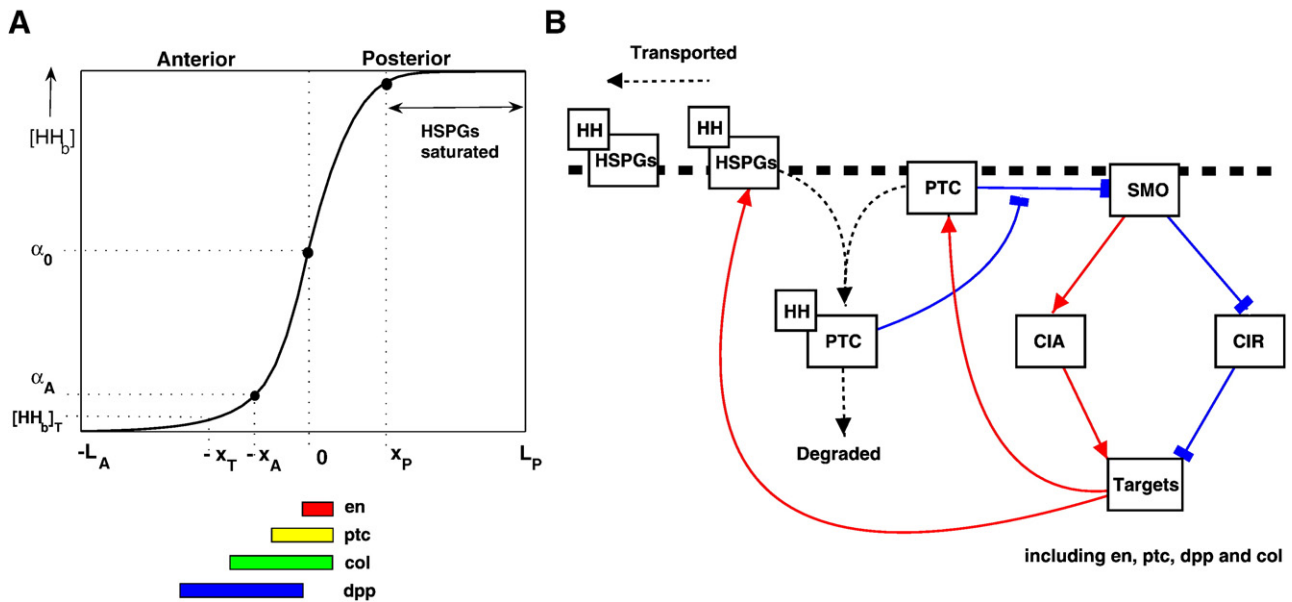 A
Anterior
Posterior
[HH_b]
HSPGs
saturated
α_0
α_A
[HH_b]_T
-L_A
- x_T
- x_A
0
x_P
L_P
en
ptc
col
dpp
B
Transported
HH
HSPGs
HH
HSPGs
PTC
SMO
HH
PTC
CIA
CIR
Degraded
Targets
including en, ptc, dpp and col